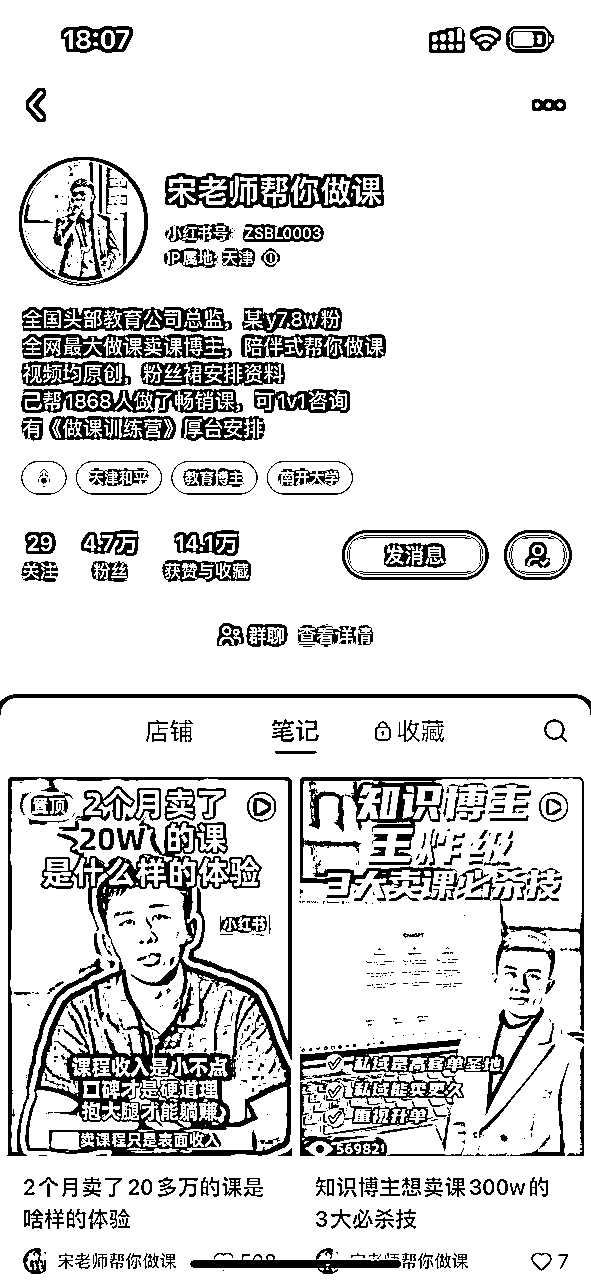 18:07
宋老师帮你做课
小红书号：ZSBL0003
IP属地：天津
全国头部教育公司总监，某y7.8w粉
全网最大做课卖课博主，陪伴式帮你做课
视频均原创，粉丝裙安排资料
己帮1868人做了畅销课，可1v1咨询
有《做课训练营》厚台安排
天津和平 教育博主 南开大学
29 4.7万 14.1万
关注 粉丝 获赞与收藏
发消息
群聊 查看详情
店铺 笔记 收藏
置顶 2个月卖了
20W+的课
是什么样的体验
小红书
课程收入是小不点
口碑才是硬道理
抱大腿才能躺赚
卖课程只是表面收入
知识博主
王炸级
3大卖课必杀技
ChatGPT
私域是高客单圣地
私域能卖更久
重视开单
569821
2个月卖了20多万的课是
啥样的体验
知识博主想卖课300w的
3大必杀技
宋老师帮你做课 508
宋老师帮你做课 7